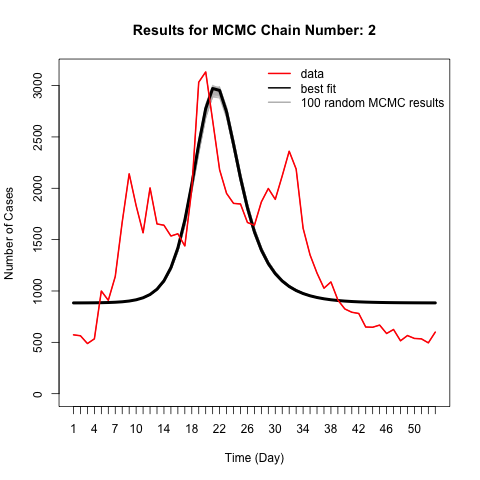 Results for MCMC Chain Number: 2
data
best fit
100 random MCMC results
Number of Cases
3000
2500
2000
1500
1000
500
0
1 4 7 10 14 18 22 26 30 34 38 42 46 50
Time (Day)